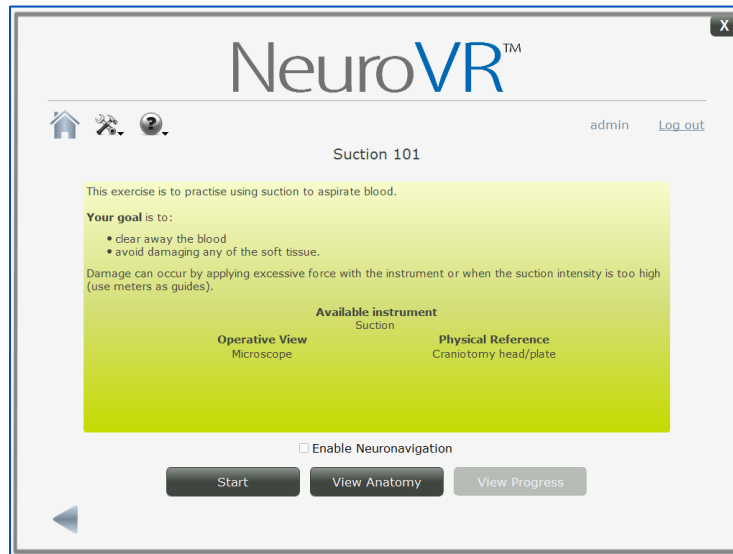 X
NeuroVR™
admin Log out
Suction 101
This exercise is to practise using suction to aspirate blood.
Your goal is to:
• clear away the blood
• avoid damaging any of the soft tissue.
Damage can occur by applying excessive force with the instrument or when the suction intensity is too high
(use meters as guides).
Available instrument
Suction
Operative View Physical Reference
Microscope Craniotomy head/plate
Enable Neuronavigation
Start View Anatomy View Progress